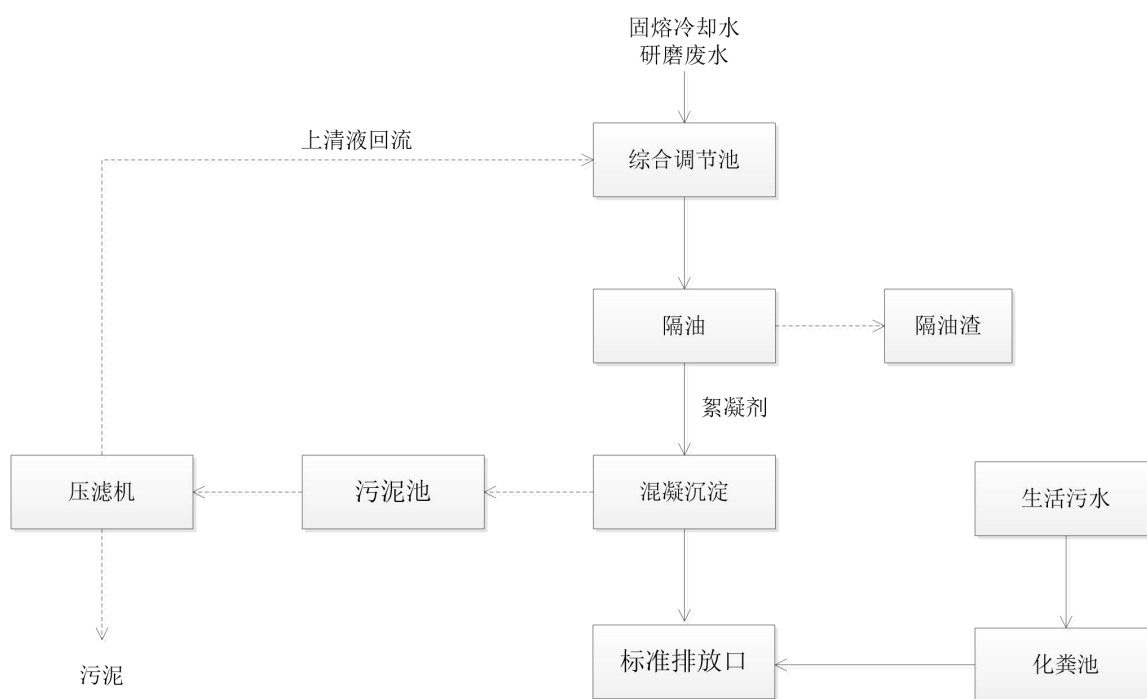 固熔冷却水
研磨废水
上清液回流
综合调节池
隔油
隔油渣
絮凝剂
压滤机
污泥池
混凝沉淀
生活污水
污泥
标准排放口
化粪池